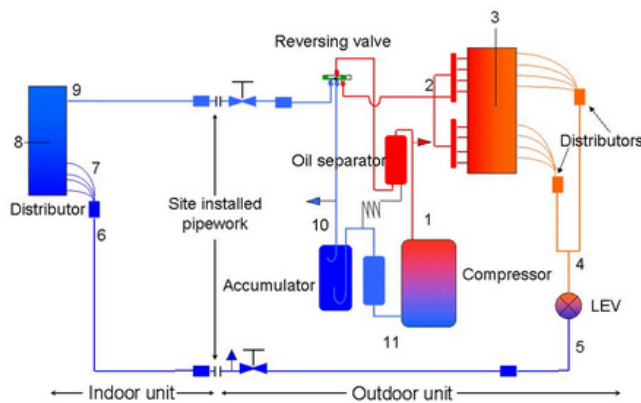 3
Reversing valve
2
9
8
7
Distributor
6
Site installed
pipework
Oil separator
Distributors
10
1
4
Accumulator
Compressor
LEV
11
5
Indoor unit
Outdoor unit